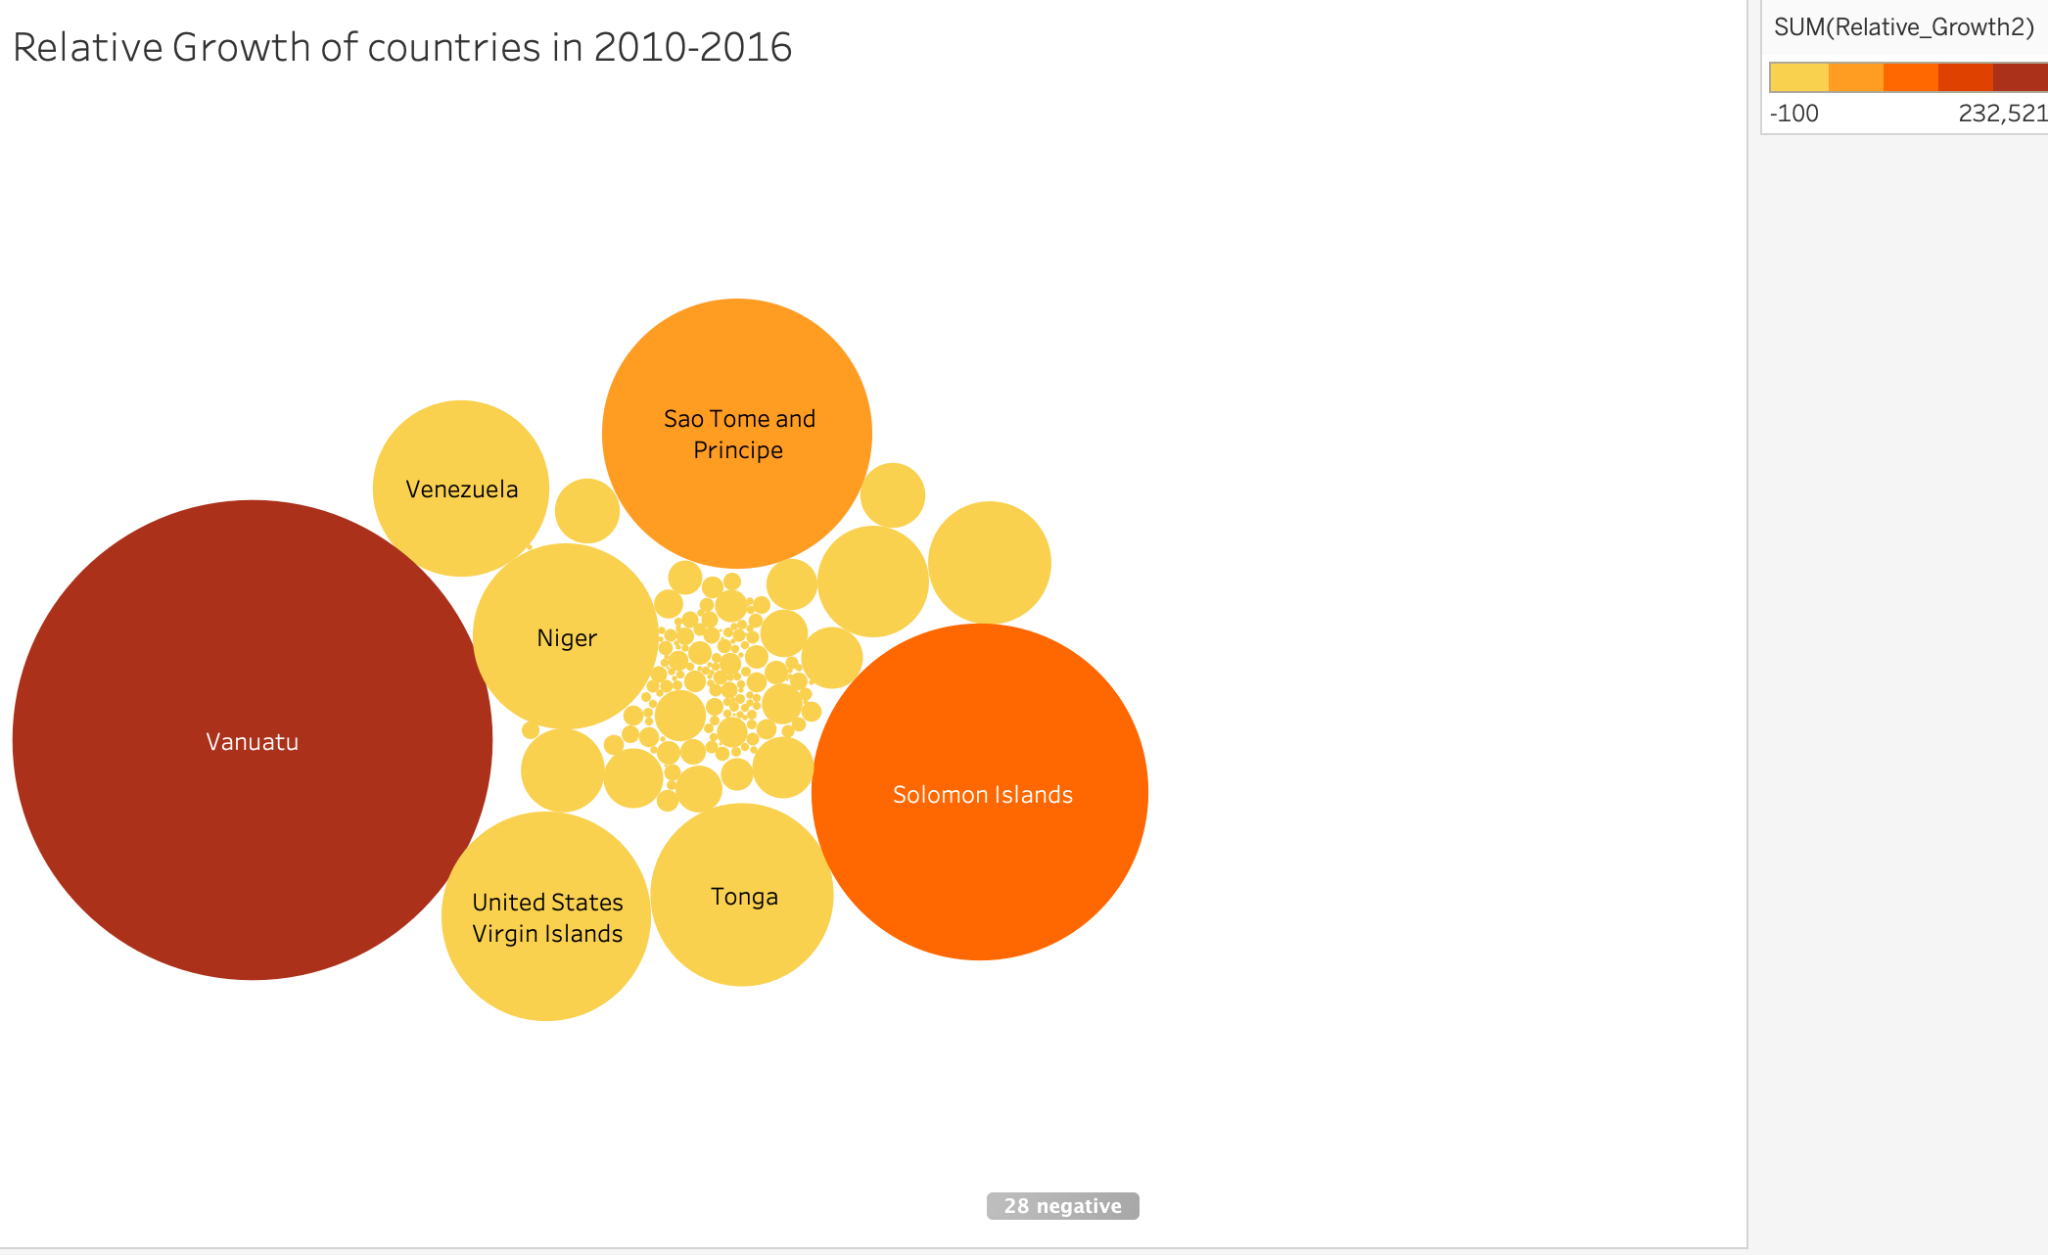 Relative Growth of countries in 2010-2016
SUM(Relative_Growth2)
-100
232,521
Sao Tome and
Principe
Venezuela
Niger
Vanuatu
Solomon Islands
United States
Virgin Islands
Tonga
28 negative